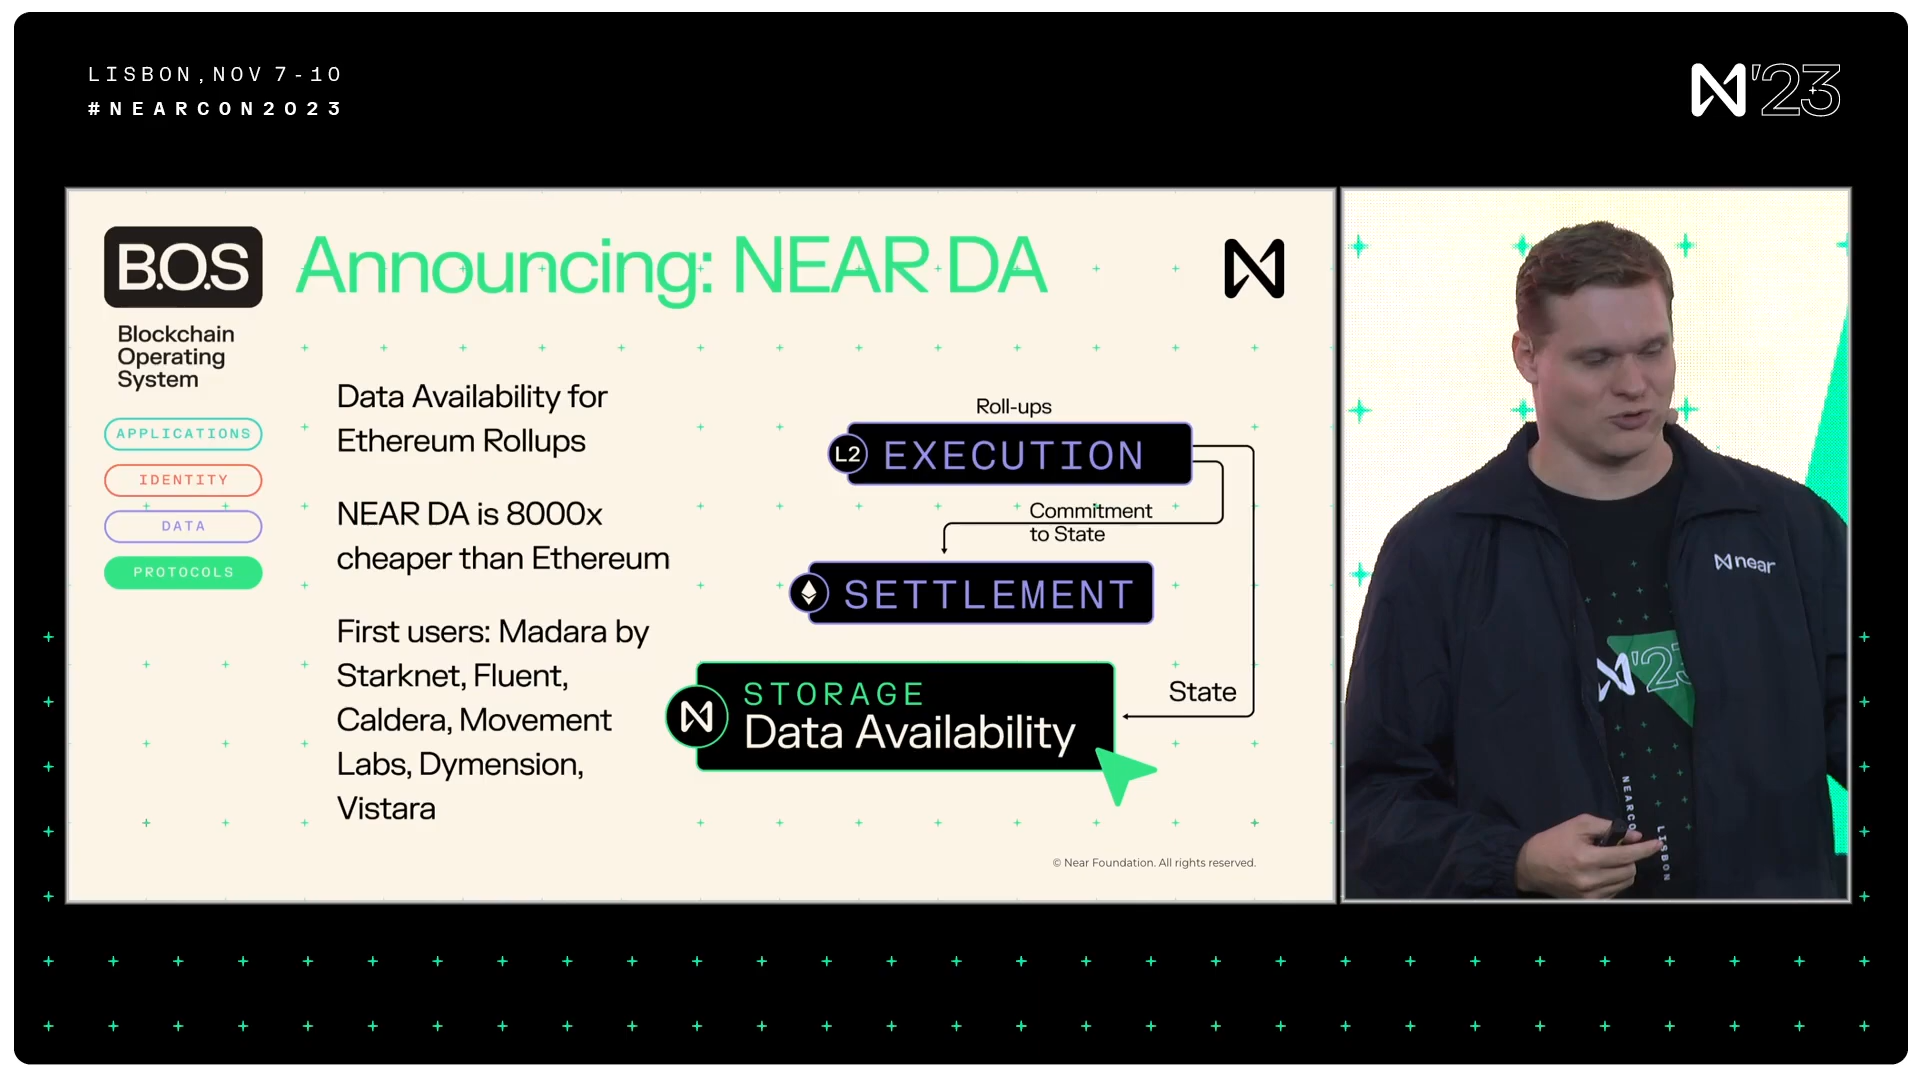 LISBON, NOV 7-10
#NEARCON2023
'23
B.O.S
Blockchain
Operating
System
APPLICATIONS
IDENTITY
DATA
PROTOCOLS
Announcing: NEAR DA
Data Availability for
Ethereum Rollups
NEAR DA is 8000x
cheaper than Ethereum
First users: Madara by
Starknet, Fluent,
Caldera, Movement
Labs, Dymension,
Vistara
Roll-ups
L2
EXECUTION
Commitment
to State
SETTLEMENT
STORAGE
Data Availability
State
© Near Foundation. All rights reserved.
near
'23
LISBON